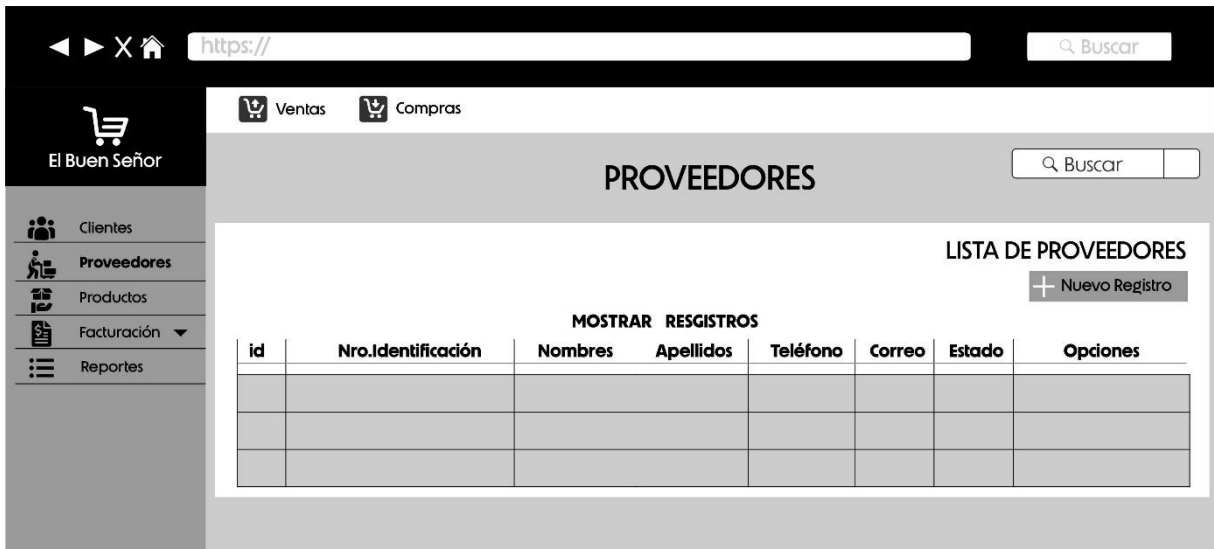 X https:// Buscar
Ventas Compras
El Buen Señor
PROVEEDORES
Buscar
Clientes
Proveedores
Productos
Facturación
Reportes
LISTA DE PROVEEDORES
Nuevo Registro
MOSTRAR RESGISTROS
id Nro.Identificación Nombres Apellidos Teléfono Correo Estado Opciones